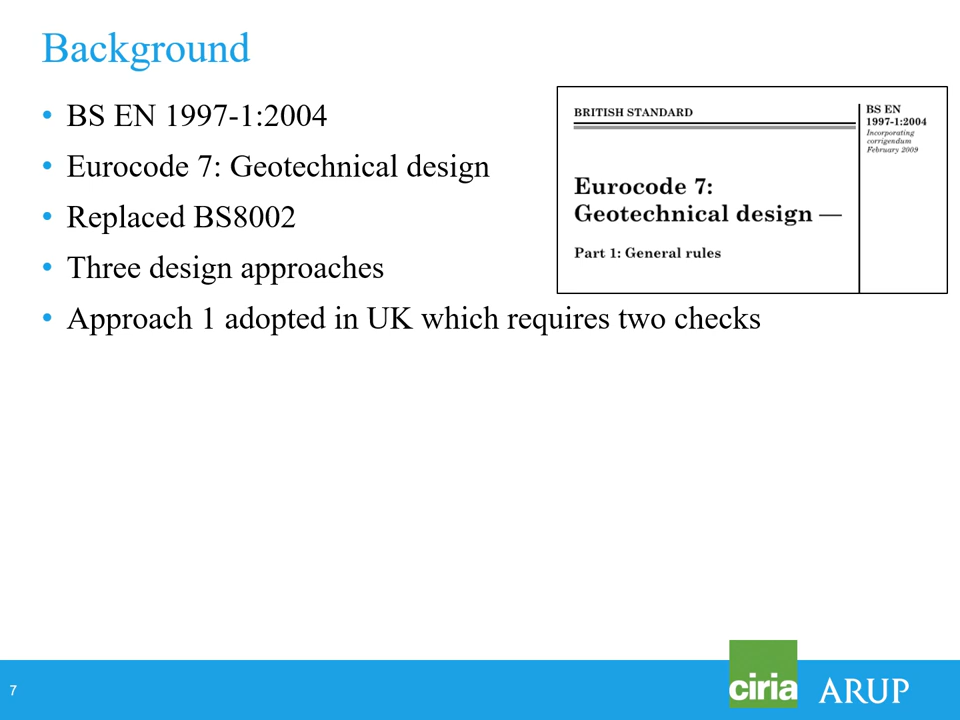 Background
• BS EN 1997-1:2004
• Eurocode 7: Geotechnical design
• Replaced BS8002
• Three design approaches
• Approach 1 adopted in UK which requires two checks
BRITISH STANDARD
BS EN
1997-1:2004
Incorporating
corrigendum
February 2009
Eurocode 7:
Geotechnical design —
Part 1: General rules
7
ciria
ARUP